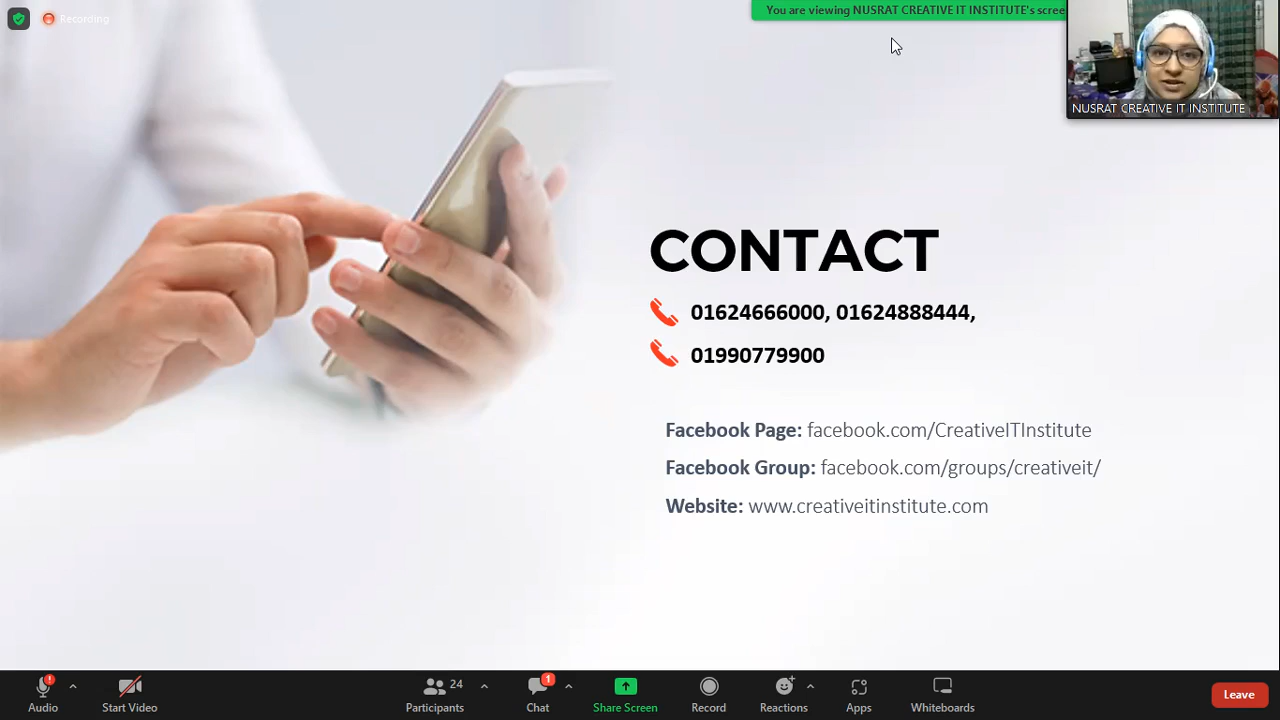 Recording
You are viewing NUSRAT CREATIVE IT INSTITUTE's screen
NUSRAT CREATIVE IT INSTITUTE
CONTACT
01624666000, 01624888444,
01990779900
Facebook Page: facebook.com/CreativeITInstitute
Facebook Group: facebook.com/groups/creativeit/
Website: www.creativeitinstitute.com
24
1
Audio
Start Video
Participants
Chat
Share Screen
Record
Reactions
Apps
Whiteboards
Leave